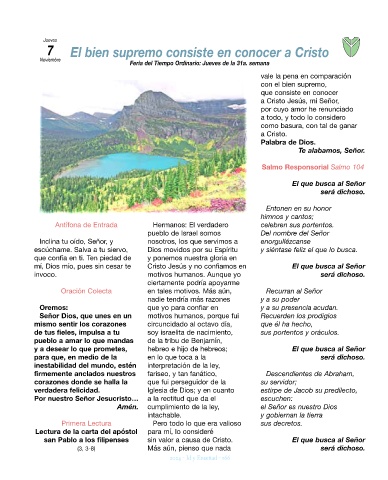 Jueves
7
Noviembre
El bien supremo consiste en conocer a Cristo
Feria del Tiempo Ordinario: Jueves de la 31a. semana
Antífona de Entrada
Inclina tu oído, Señor, y
escúchame. Salva a tu siervo,
que confía en ti. Ten piedad de
mí, Dios mío, pues sin cesar te
invoco.
Oración Colecta
Oremos:
Señor Dios, que unes en un
mismo sentir los corazones
de tus fieles, impulsa a tu
pueblo a amar lo que mandas
y a desear lo que prometes,
para que, en medio de la
inestabilidad del mundo, estén
firmemente anclados nuestros
corazones donde se halla la
verdadera felicidad.
Por nuestro Señor Jesucristo…
Amén.
Primera Lectura
Lectura de la carta del apóstol
san Pablo a los filipenses
(3, 3-8)
Hermanos: El verdadero
pueblo de Israel somos
nosotros, los que servimos a
Dios movidos por su Espíritu
y ponemos nuestra gloria en
Cristo Jesús y no confiamos en
motivos humanos. Aunque yo
ciertamente podría apoyarme
en tales motivos. Más aún,
nadie tendría más razones
que yo para confiar en
motivos humanos, porque fui
circuncidado al octavo día,
soy israelita de nacimiento,
de la tribu de Benjamín,
hebreo e hijo de hebreos;
en lo que toca a la
interpretación de la ley,
fariseo, y tan fanático,
que fui perseguidor de la
Iglesia de Dios; y en cuanto
a la rectitud que da el
cumplimiento de la ley,
intachable.
Pero todo lo que era valioso
para mí, lo consideré
sin valor a causa de Cristo.
Más aún, pienso que nada
vale la pena en comparación
con el bien supremo,
que consiste en conocer
a Cristo Jesús, mi Señor,
por cuyo amor he renunciado
a todo, y todo lo considero
como basura, con tal de ganar
a Cristo.
Palabra de Dios.
Te alabamos, Señor.
Salmo Responsorial Salmo 104
El que busca al Señor
será dichoso.
Entonen en su honor
himnos y cantos;
celebren sus portentos.
Del nombre del Señor
enorgullézcanse
y siéntase feliz el que lo busca.
El que busca al Señor
será dichoso.
Recurran al Señor
y a su poder
y a su presencia acudan.
Recuerden los prodigios
que él ha hecho,
sus portentos y oráculos.
El que busca al Señor
será dichoso.
Descendientes de Abraham,
su servidor;
estirpe de Jacob su predilecto,
escuchen:
el Señor es nuestro Dios
y gobiernan la tierra
sus decretos.
El que busca al Señor
será dichoso.